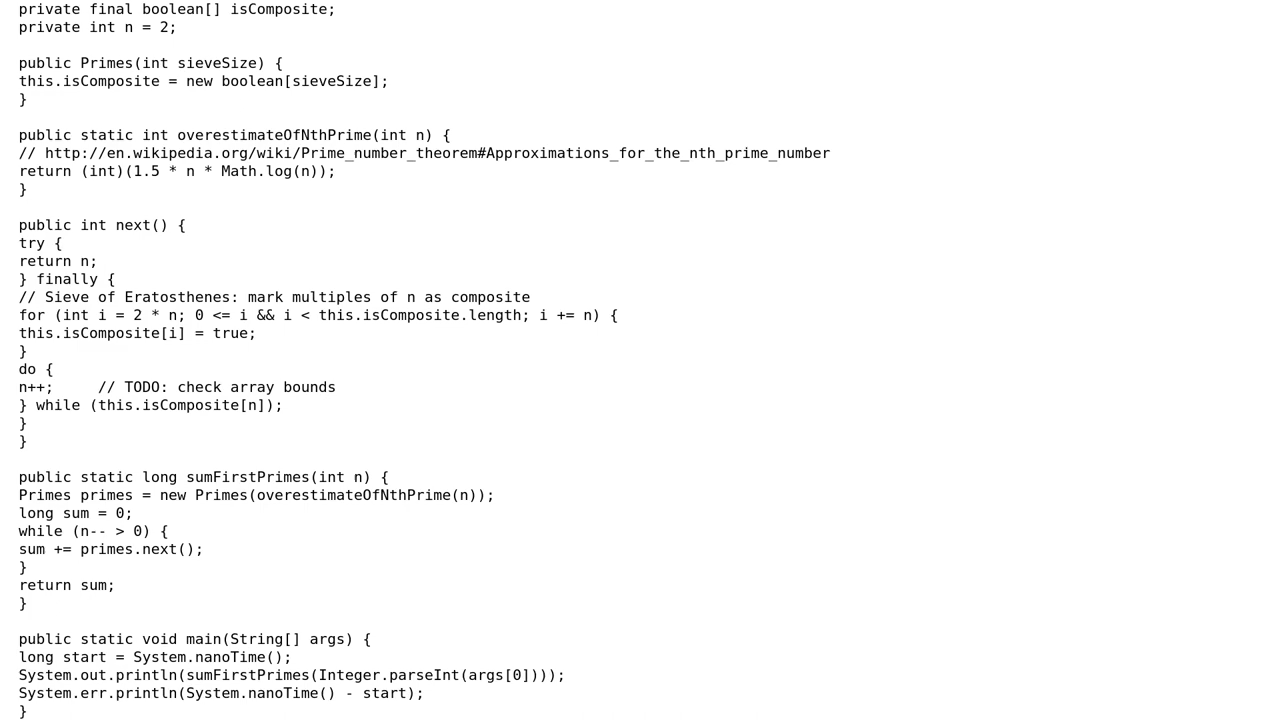 private final boolean[] isComposite;
private int n = 2;

public Primes(int sieveSize) {
this.isComposite = new boolean[sieveSize];
}

public static int overestimateOfNthPrime(int n) {
// http://en.wikipedia.org/wiki/Prime_number_theorem#Approximations_for_the_nth_prime_number
return (int)(1.5 * n * Math.log(n));
}

public int next() {
try {
return n;
} finally {
// Sieve of Eratosthenes: mark multiples of n as composite
for (int i = 2 * n; 0 <= i && i < this.isComposite.length; i += n) {
this.isComposite[i] = true;
}
do {
n++;     // TODO: check array bounds
} while (this.isComposite[n]);
}
}

public static long sumFirstPrimes(int n) {
Primes primes = new Primes(overestimateOfNthPrime(n));
long sum = 0;
while (n-- > 0) {
sum += primes.next();
}
return sum;
}

public static void main(String[] args) {
long start = System.nanoTime();
System.out.println(sumFirstPrimes(Integer.parseInt(args[0])));
System.err.println(System.nanoTime() - start);
}